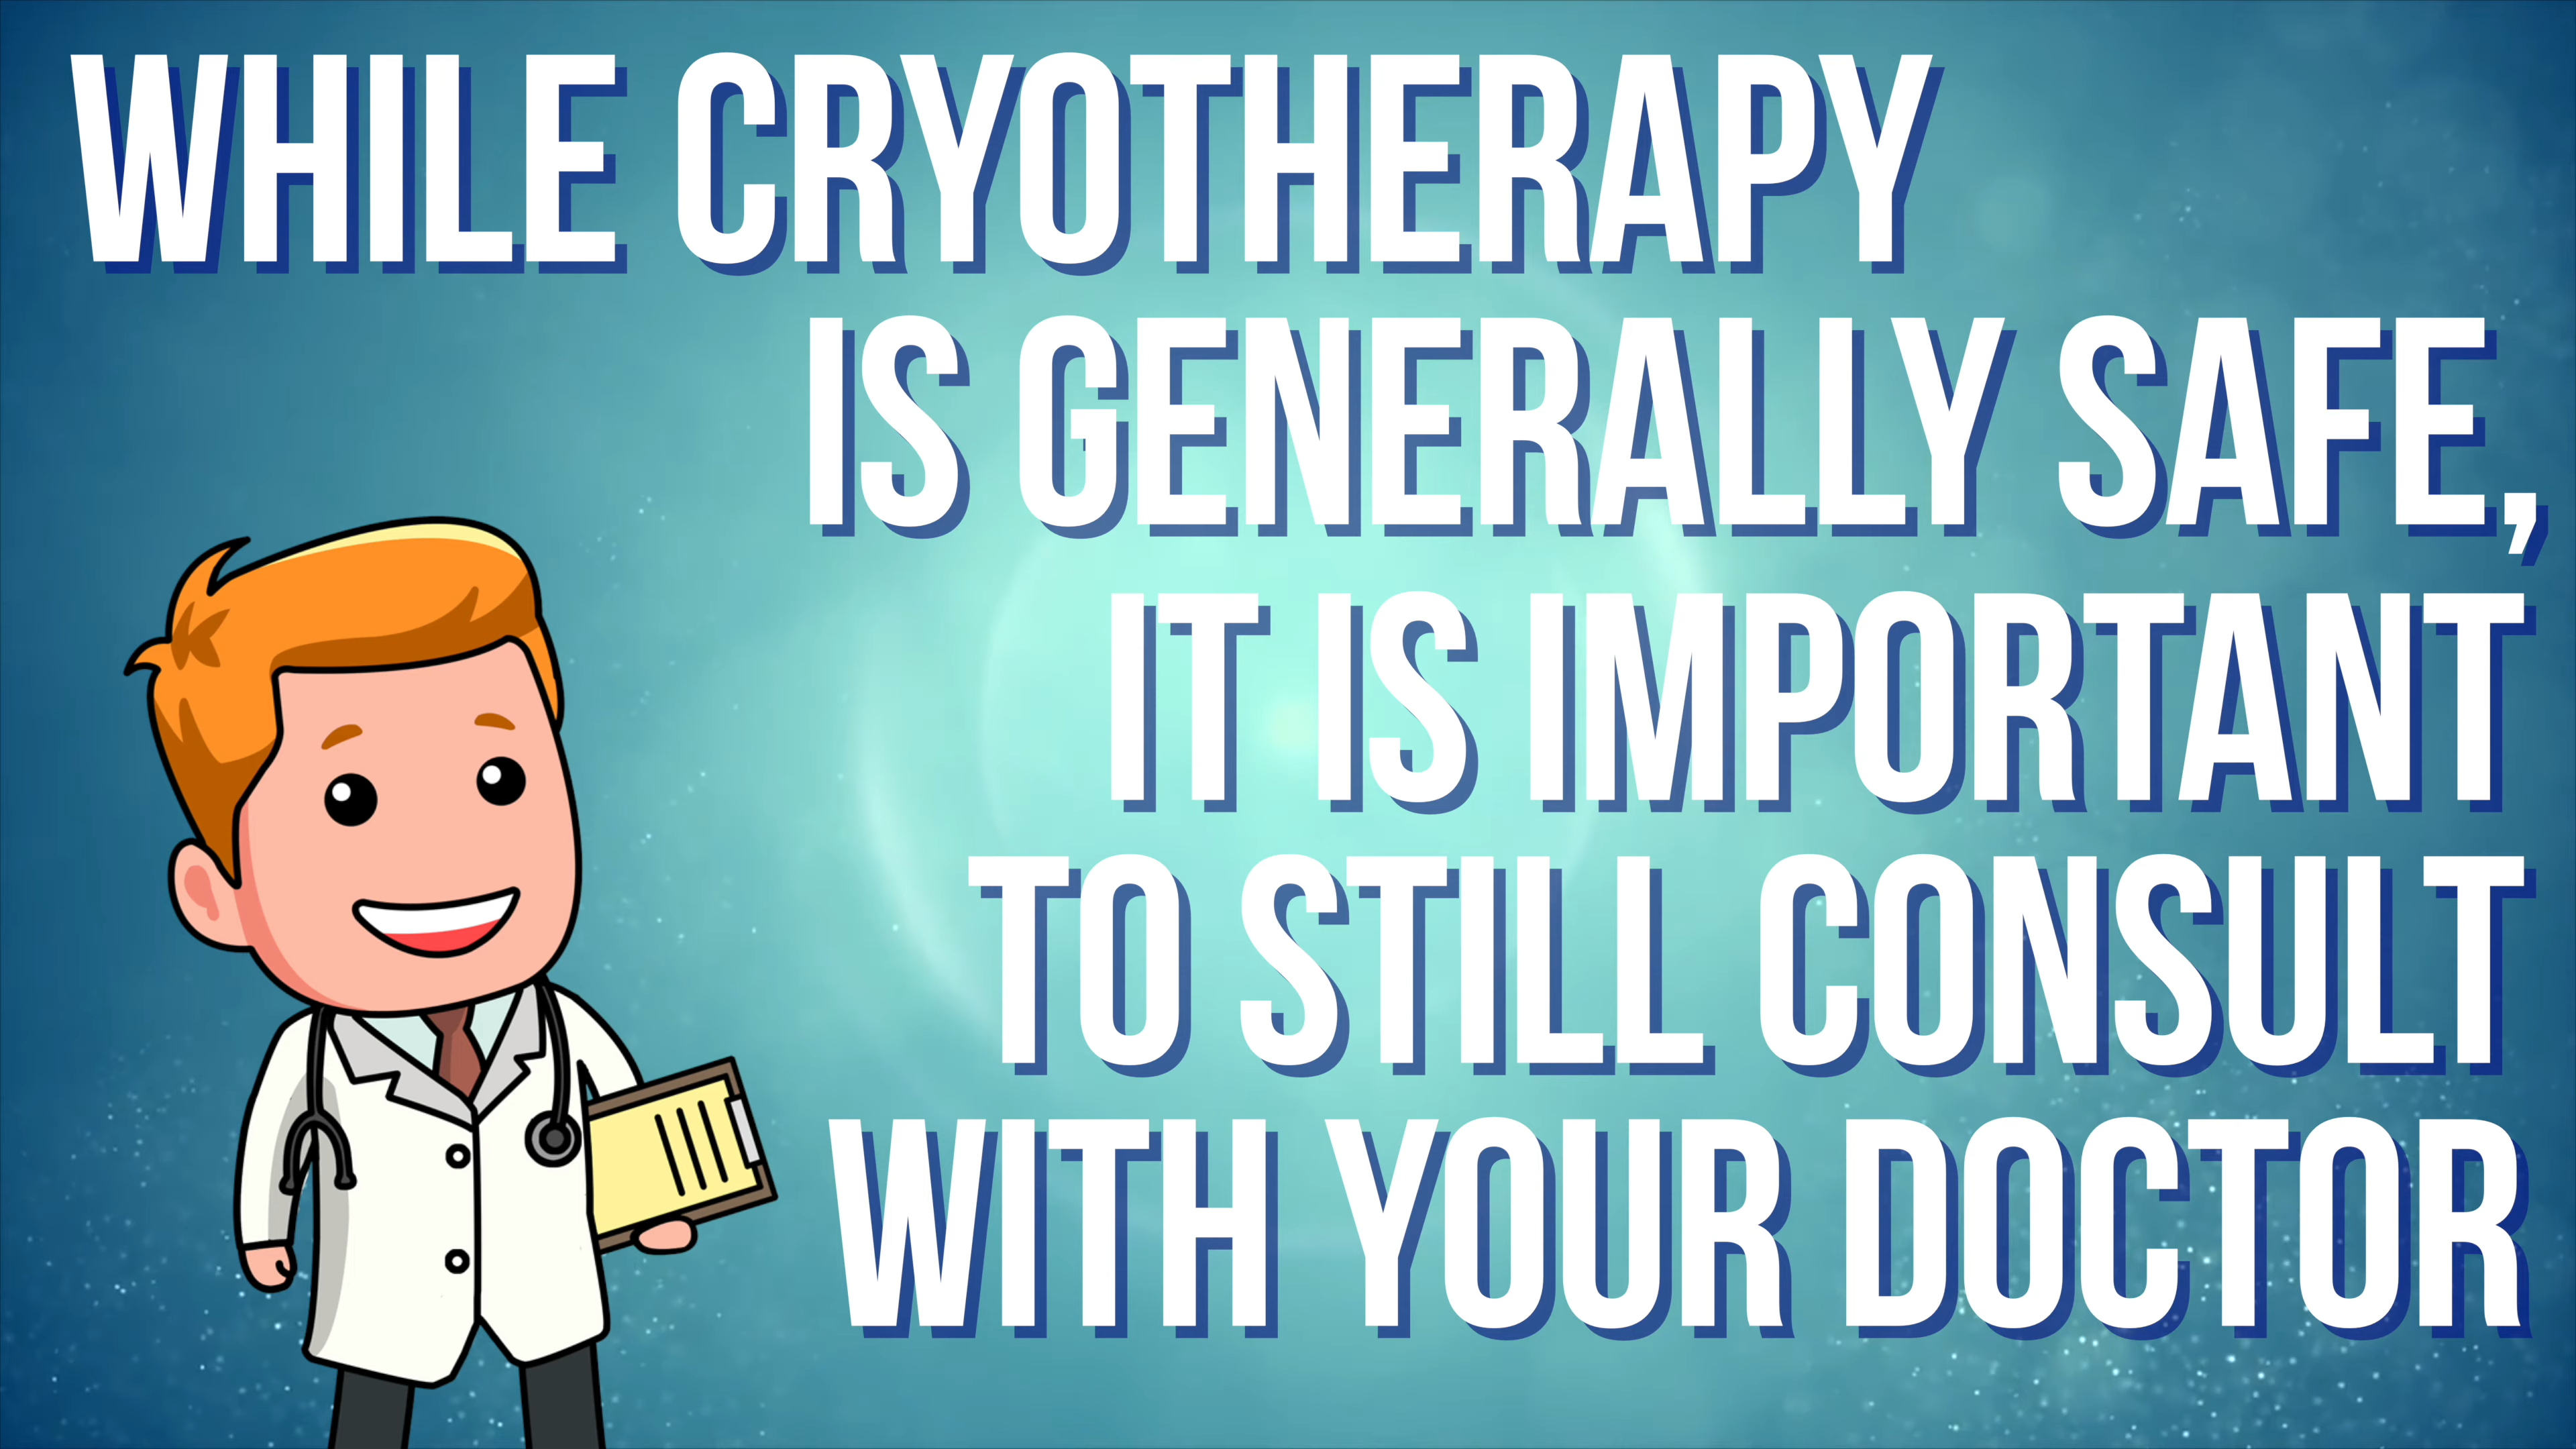 WHILE CRYOTHERAPY
IS GENERALLY SAFE,
IT IS IMPORTANT
TO STILL CONSULT
WITH YOUR DOCTOR